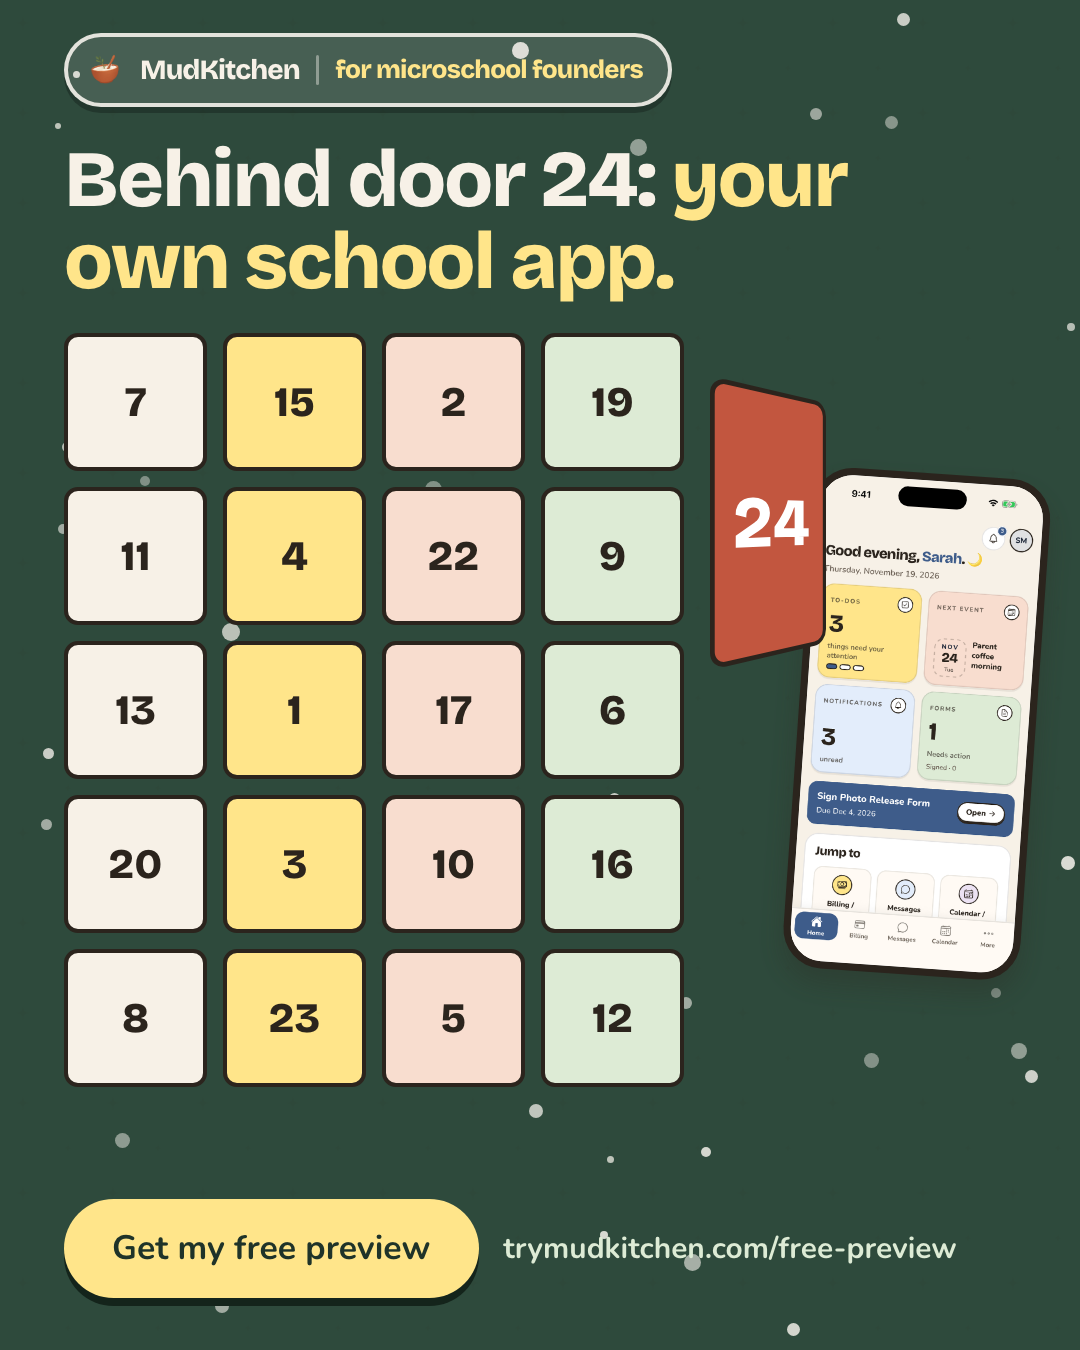 MudKitchen | for microschool founders
Behind door 24: your
own school app.
7 15 2 19
11 4 22 9
13 1 17 6
20 3 10 16
8 23 5 12
24
9:41
3
SM
Good evening, Sarah. 🌙
Thursday, November 19, 2026
TO-DOS
3
things need your
attention
NEXT EVENT
NOV
24
Tue
Parent
coffee
morning
NOTIFICATIONS
3
unread
FORMS
1
Needs action
Signed · 0
Sign Photo Release Form
Due Dec 4, 2026
Open →
Jump to
Billing /
Messages
Calendar /
Home
Billing
Messages
Calendar
More
Get my free preview
trymudkitchen.com/free-preview